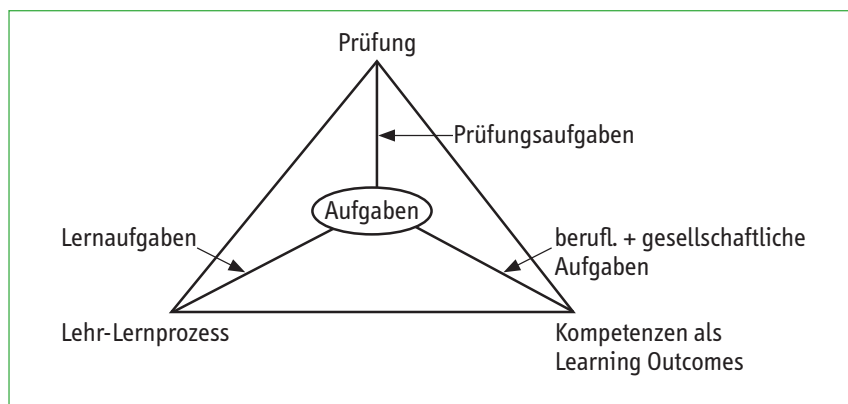 Prüfung
Prüfungsaufgaben
Aufgaben
Lernaufgaben
berufl. + gesellschaftliche
Aufgaben
Lehr-Lernprozess
Kompetenzen als
Learning Outcomes